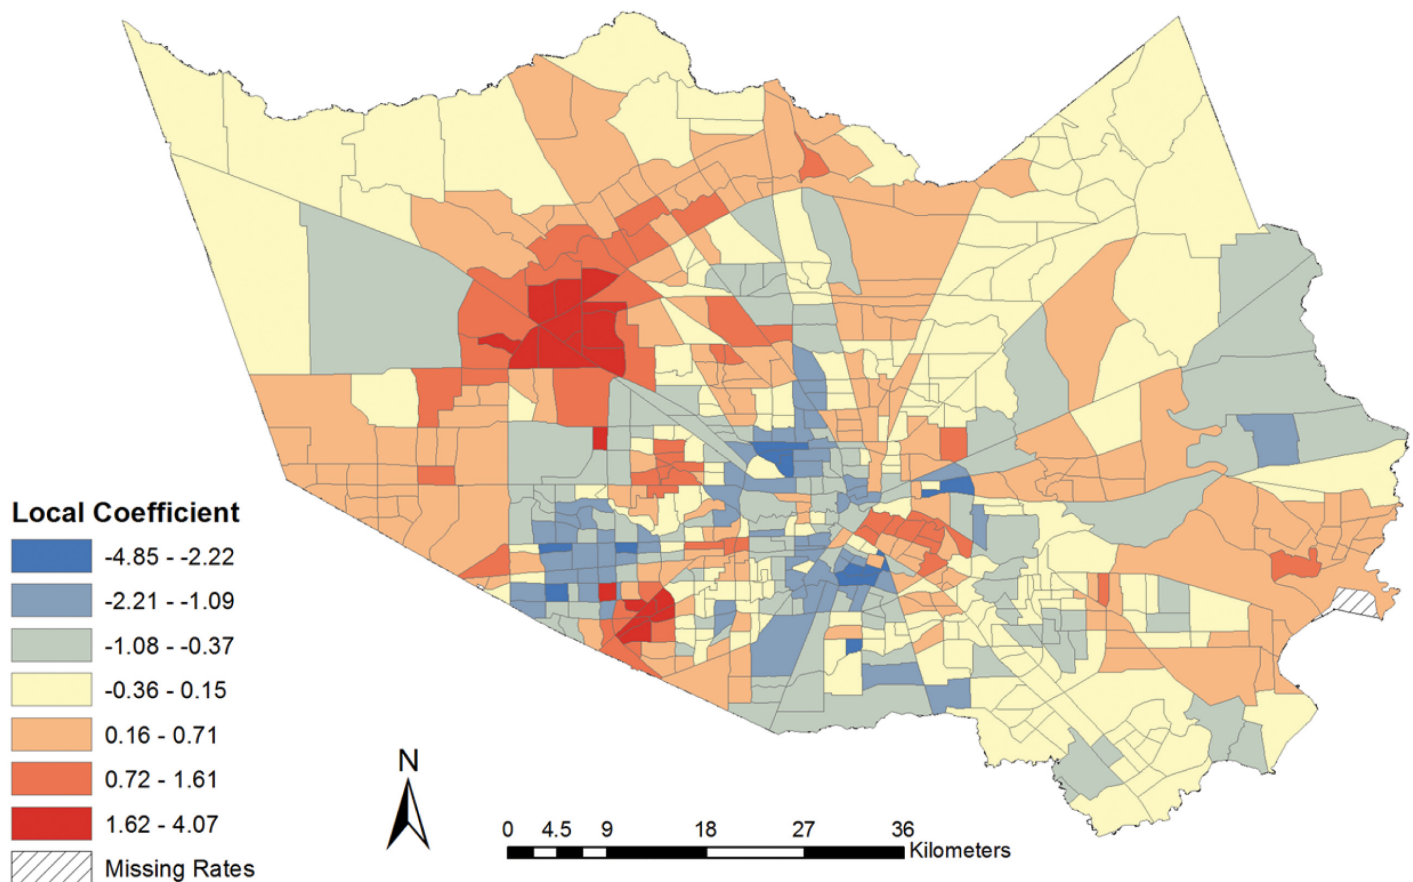 Local Coefficient
-4.85 - -2.22
-2.21 - -1.09
-1.08 - -0.37
-0.36 - 0.15
0.16 - 0.71
0.72 - 1.61
1.62 - 4.07
Missing Rates
N
0 4.5 9 18 27 36
Kilometers